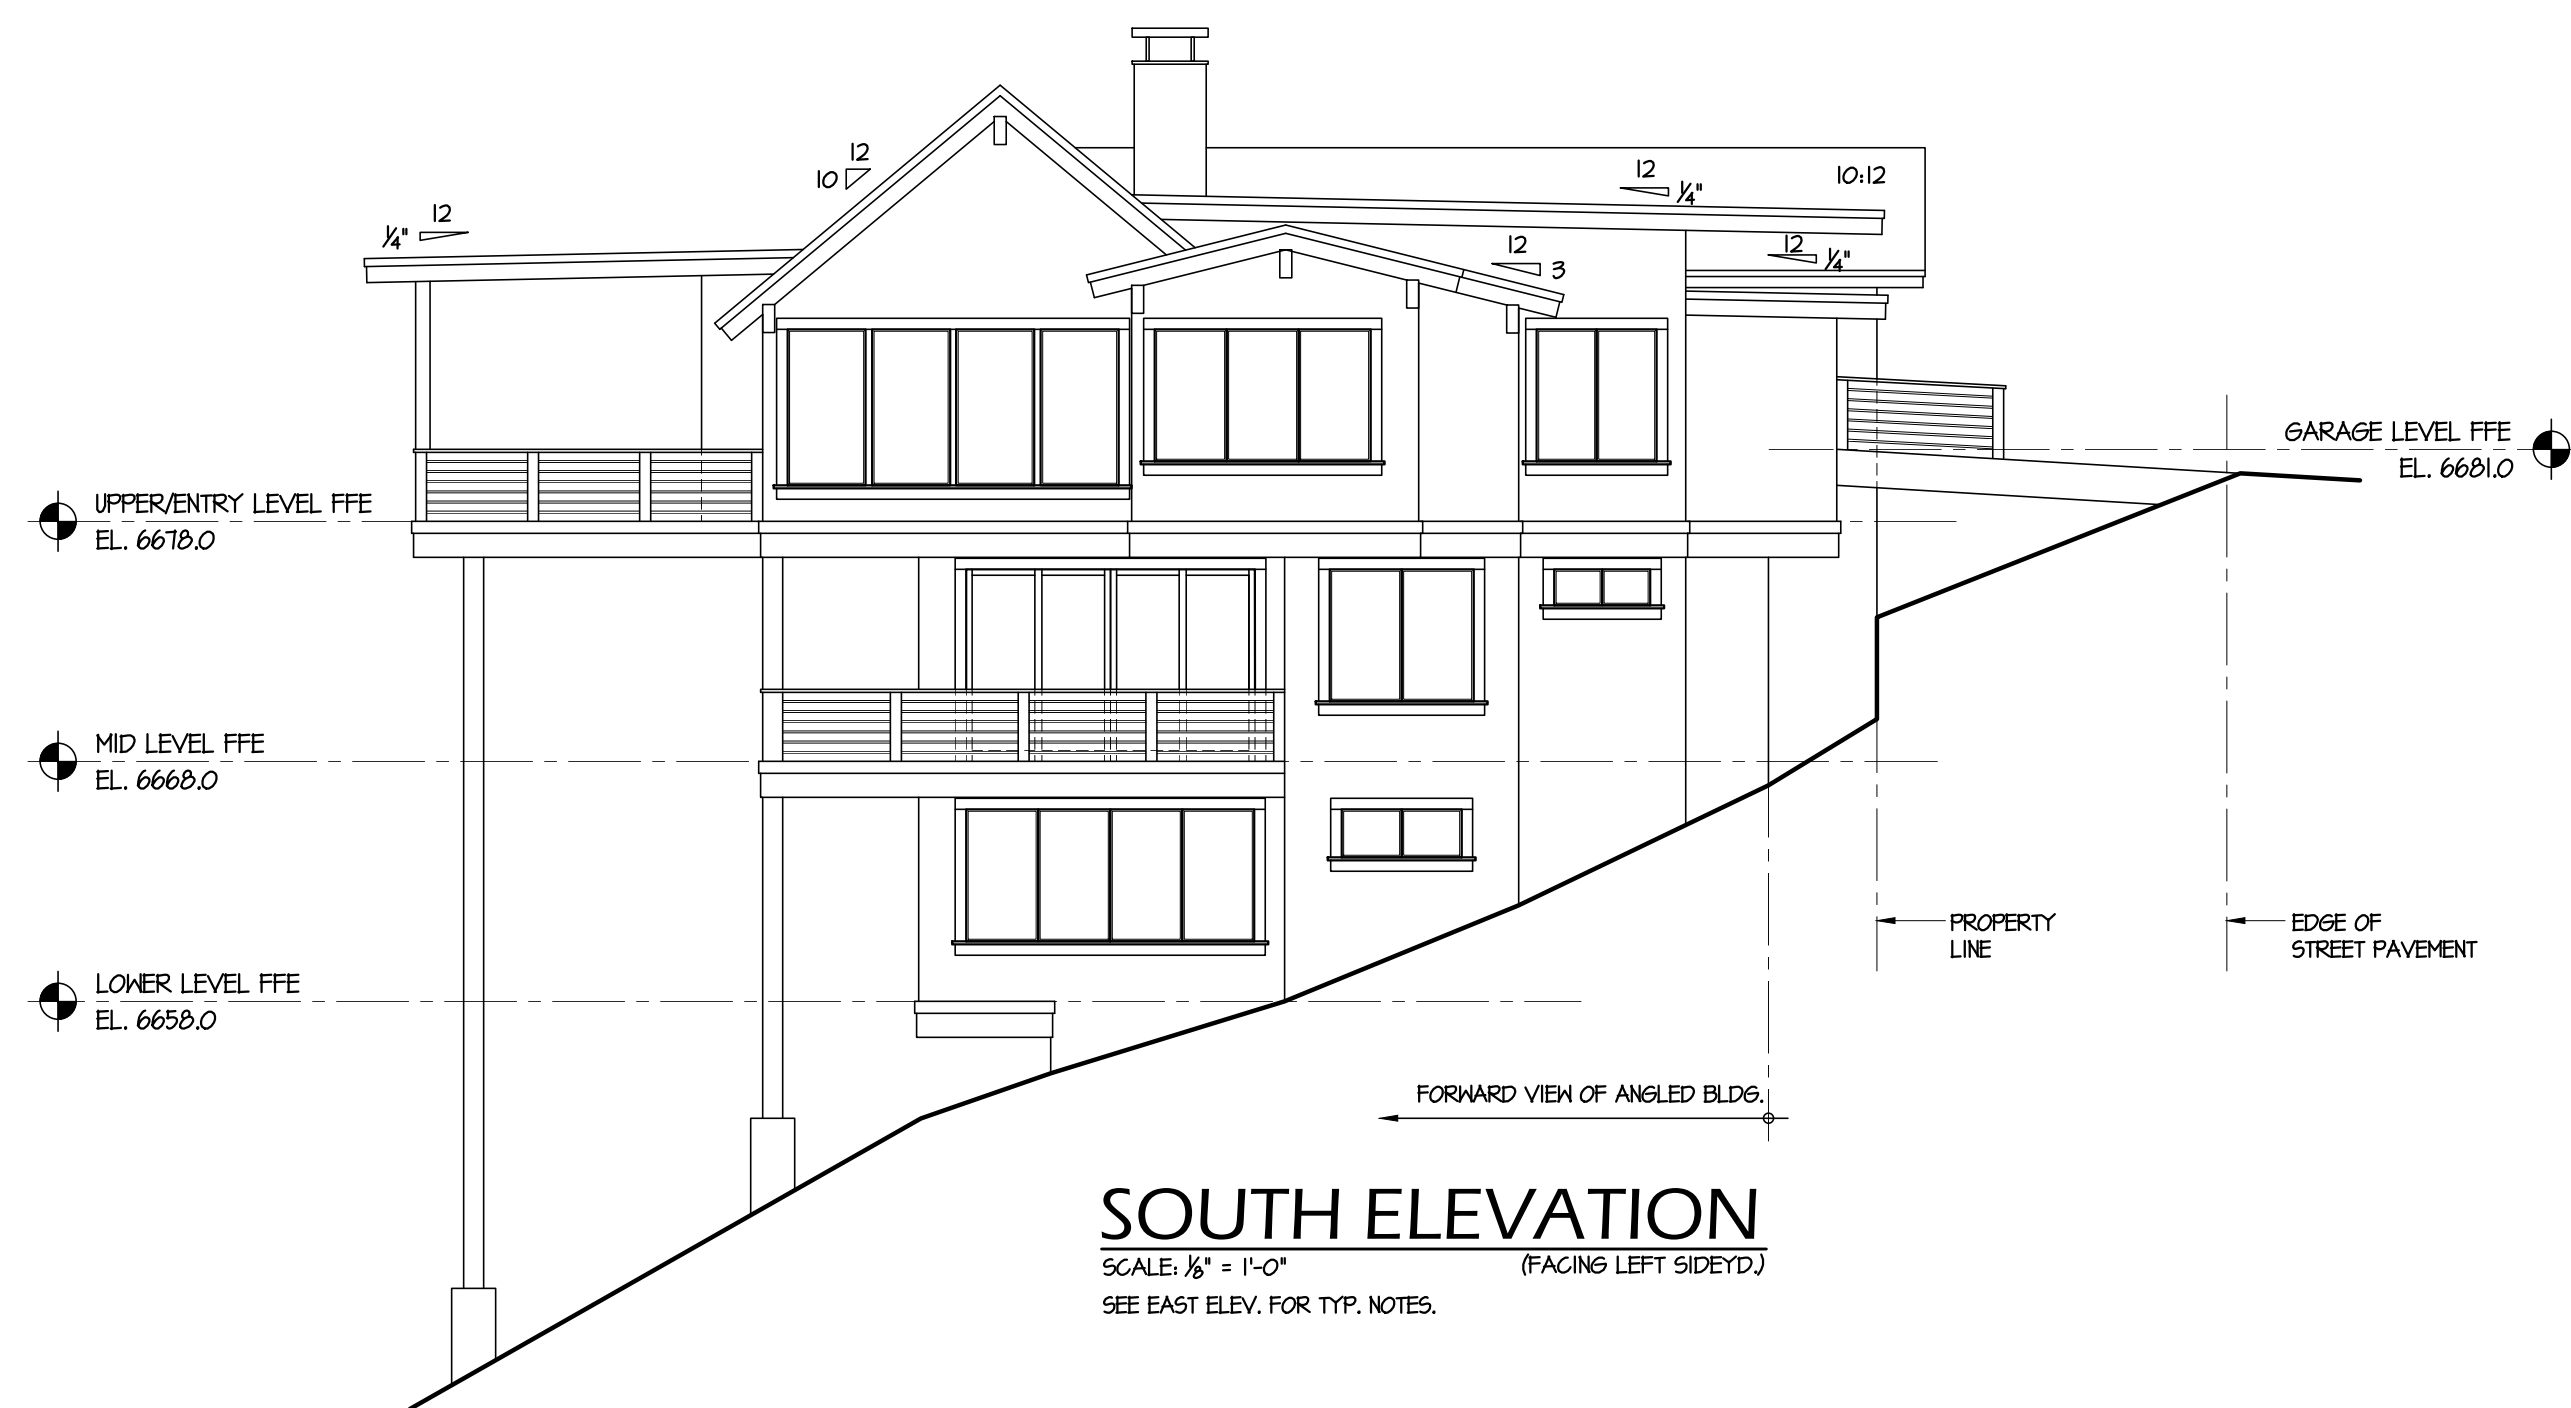 12
10
12
1/4"
12
1/4"
10:12
12
1/4"
12
3
GARAGE LEVEL FFE
EL. 6681.0
UPPER/ENTRY LEVEL FFE
EL. 6678.0
MID LEVEL FFE
EL. 6668.0
PROPERTY
LINE
EDGE OF
STREET PAVEMENT
LOWER LEVEL FFE
EL. 6658.0
FORWARD VIEW OF ANGLED BLDG.
SOUTH ELEVATION
SCALE: 1/8" = 1'-0" (FACING LEFT SIDEYD.)
SEE EAST ELEV. FOR TYP. NOTES.